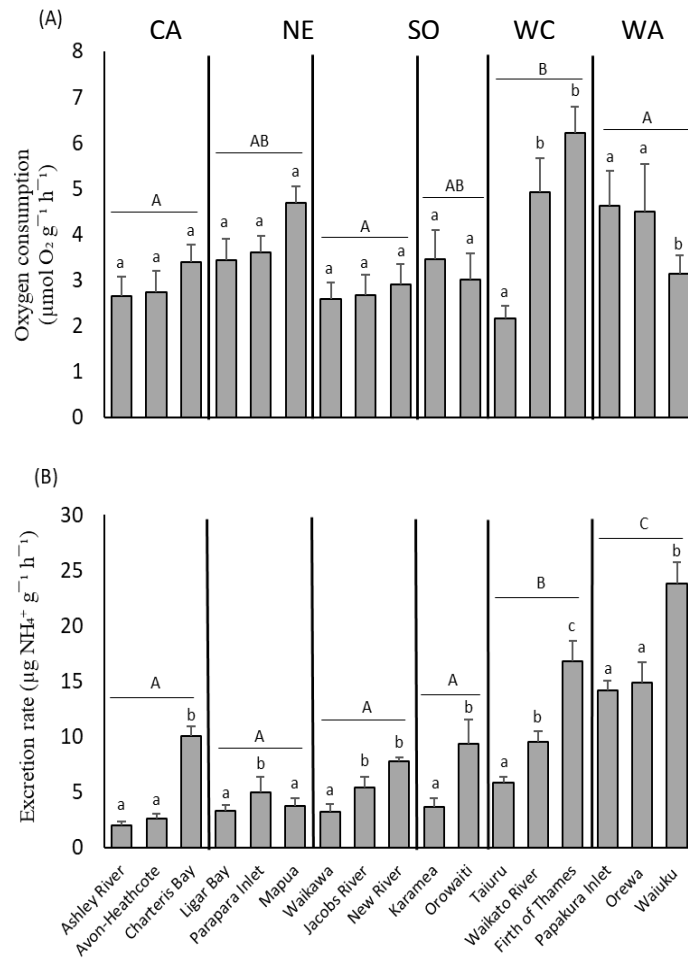 (A)
CA NE SO WC WA
Oxygen consumption
(µmol O₂ g⁻¹ h⁻¹)
8
7
6
5
4
3
2
1
0
A AB A AB B A
a a a a a a a a a a a a b b a a b
(B)
Excretion rate (µg NH₄⁺ g⁻¹ h⁻¹)
30
25
20
15
10
5
0
A A A A B C
a a b a b a a b b a b a b c a a b
Ashley River
Avon-Heathcote
Charteris Bay
Ligar Bay
Parapara Inlet
Mapua
Waikawa
Jacobs River
New River
Karamea
Orowaiti
Taiuru
Waikato River
Firth of Thames
Papakura Inlet
Orewa
Waiuku